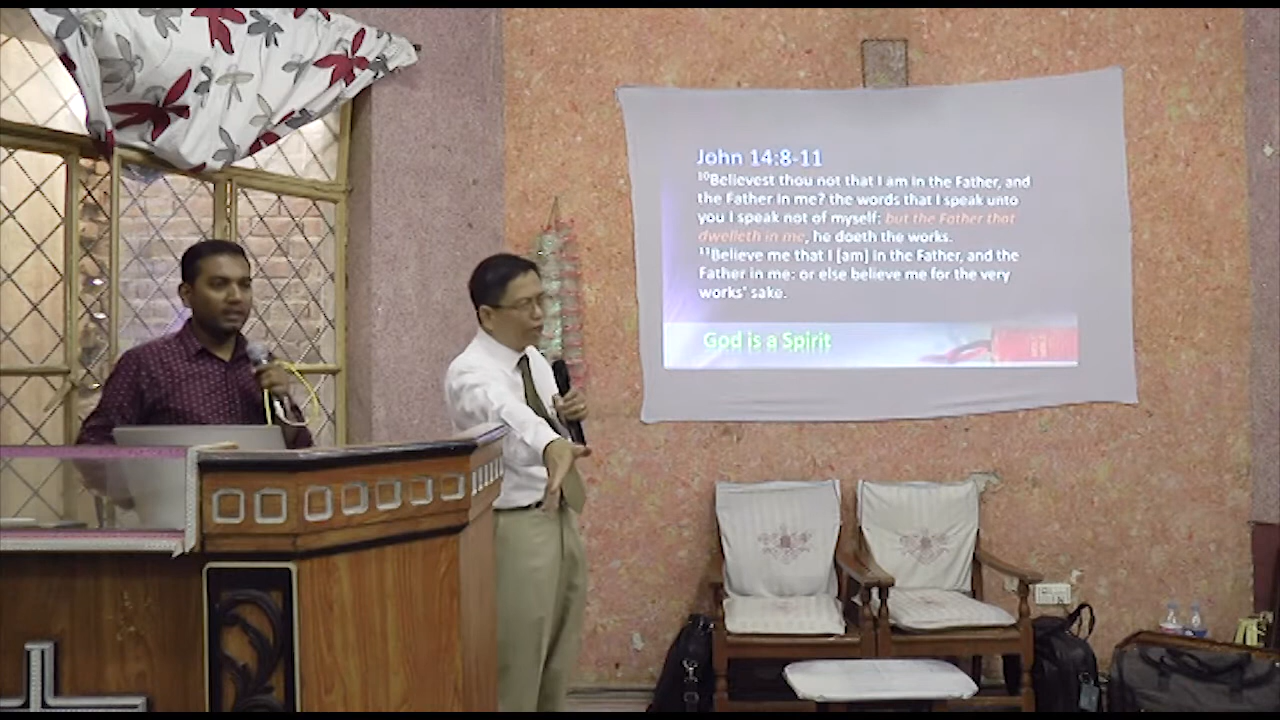 John 14:8-11
¹⁰Believest thou not that I am in the Father, and
the Father in me? the words that I speak unto
you I speak not of myself: but the Father that
dwelleth in me, he doeth the works.
¹¹Believe me that I [am] in the Father, and the
Father in me: or else believe me for the very
works' sake.
God is a Spirit